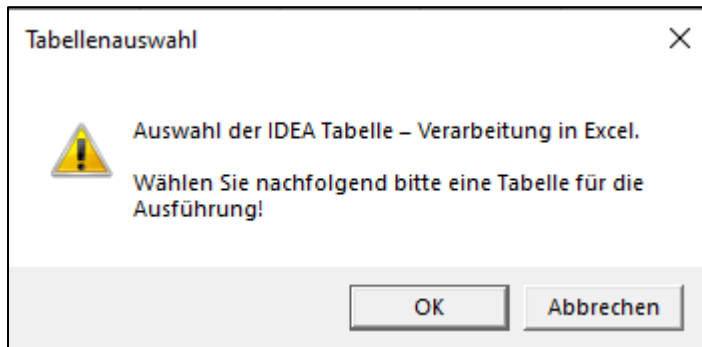 Tabellenauswahl
Auswahl der IDEA Tabelle – Verarbeitung in Excel.
Wählen Sie nachfolgend bitte eine Tabelle für die
Ausführung!
OK
Abbrechen